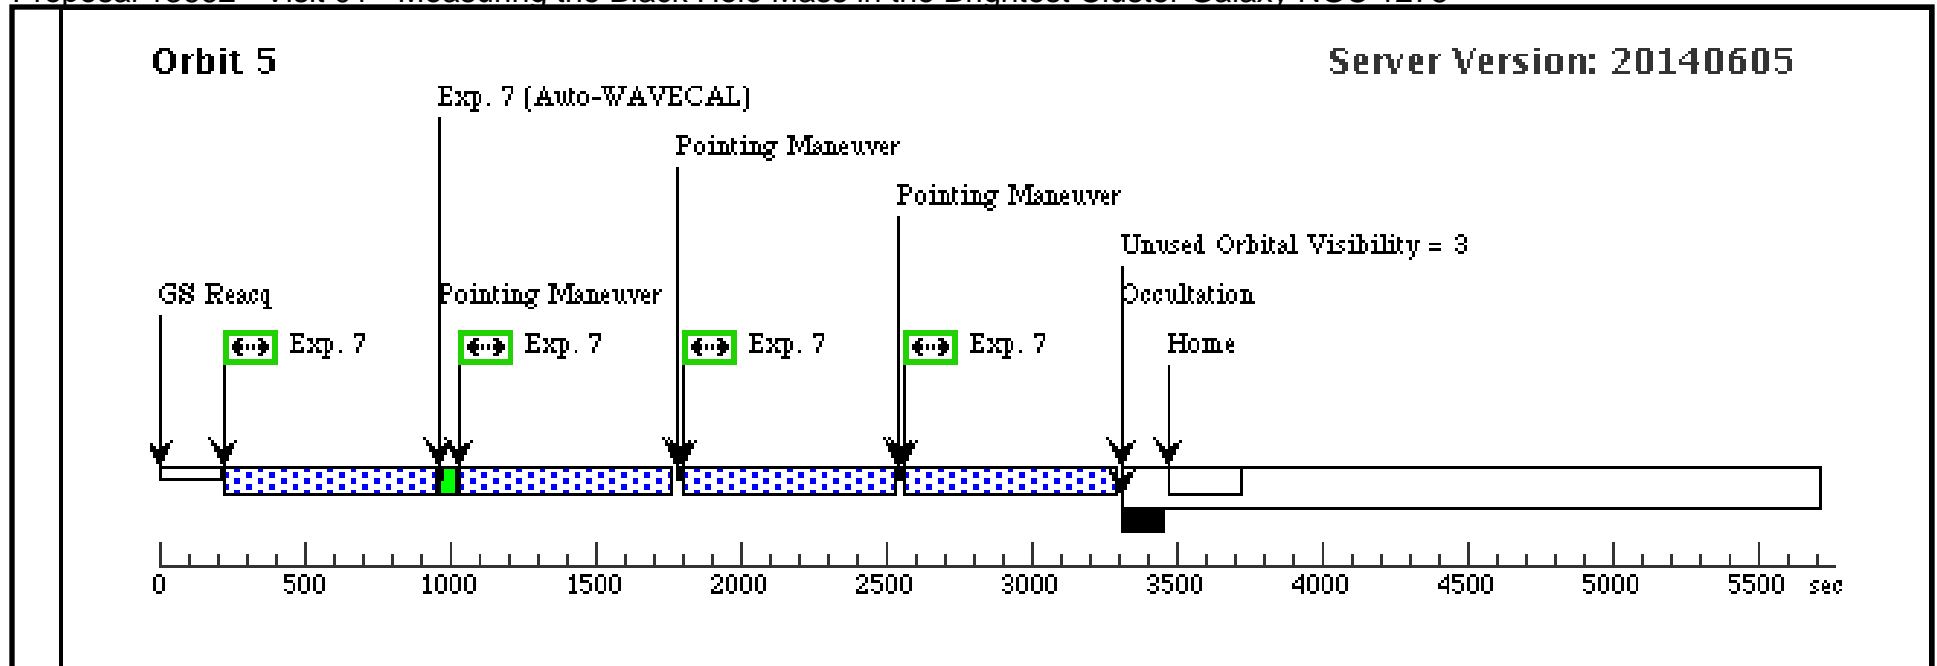 Orbit 5
Server Version: 20140605
Exp. 7 (Auto-WAVECAL)
Pointing Maneuver
Pointing Maneuver
Unused Orbital Visibility = 3
GS Reacq
Pointing Maneuver
Occultation
Exp. 7
Exp. 7
Exp. 7
Exp. 7
Home
0 500 1000 1500 2000 2500 3000 3500 4000 4500 5000 5500 sec